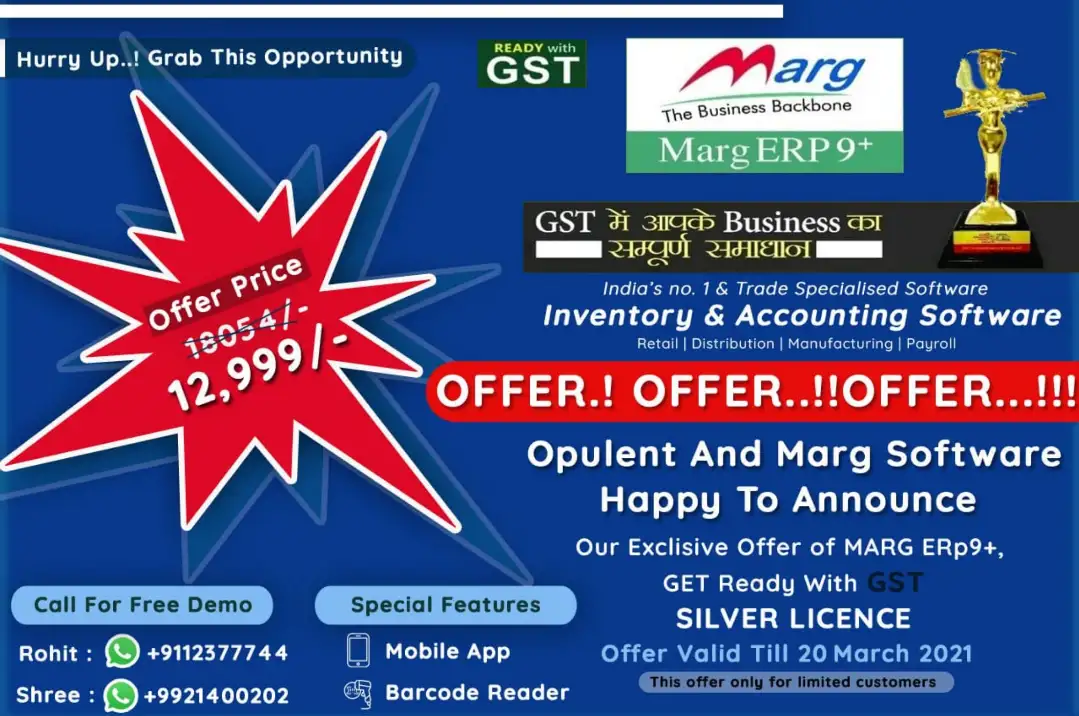 Hurry Up..! Grab This Opportunity
READY with
GST
Marg
The Business Backbone
Marg ERP 9+
GST में आपके Business का
सम्पूर्ण समाधान
India's no. 1 & Trade Specialised Software
Inventory & Accounting Software
Retail | Distribution | Manufacturing | Payroll
Offer Price
18054/-
12,999/-
OFFER.! OFFER..!!OFFER...!!!
Opulent And Marg Software
Happy To Announce
Our Exclisive Offer of MARG ERp9+,
GET Ready With GST
SILVER LICENCE
Offer Valid Till 20 March 2021
This offer only for limited customers
Call For Free Demo
Rohit : +9112377744
Shree : +9921400202
Special Features
Mobile App
Barcode Reader